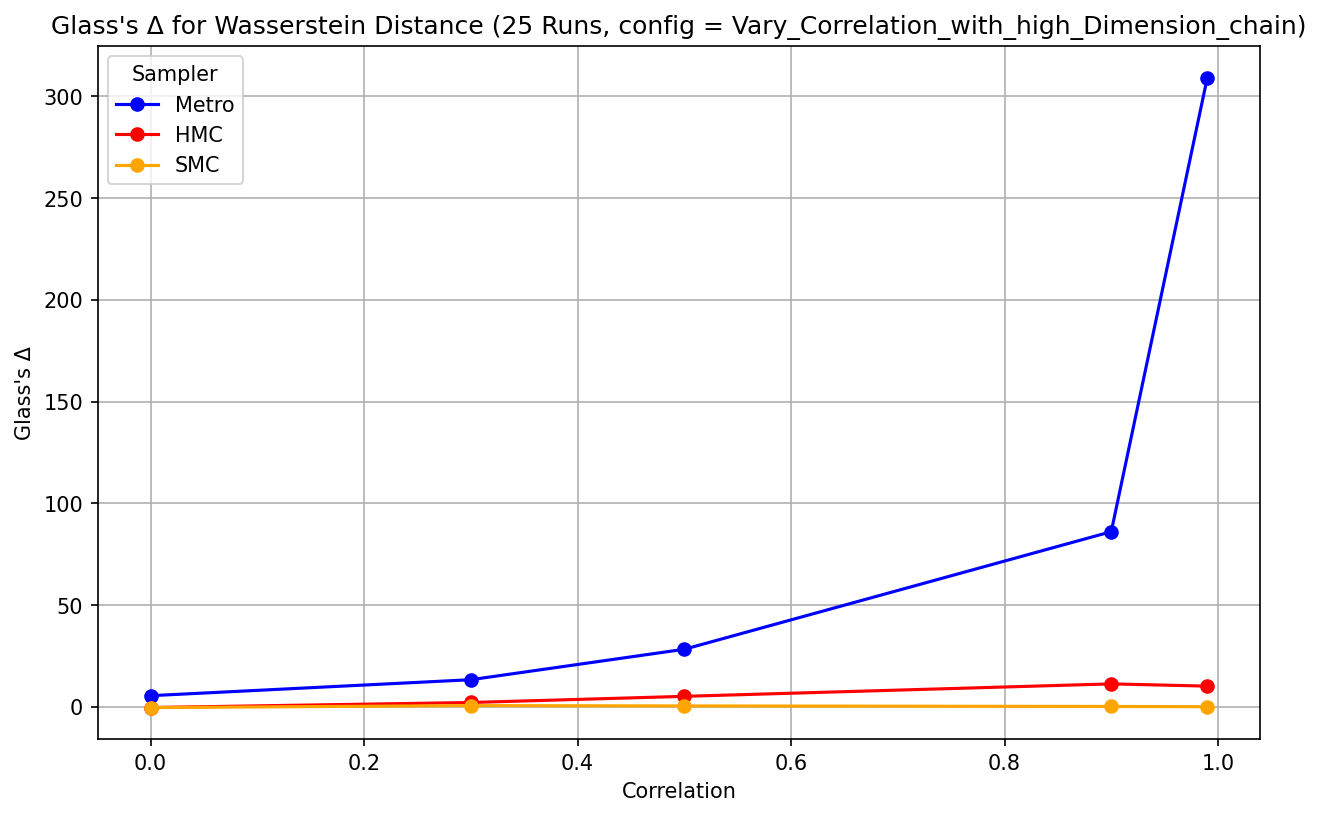 Glass's Δ for Wasserstein Distance (25 Runs, config = Vary_Correlation_with_high_Dimension_chain)
Sampler
Metro
HMC
SMC
Glass's Δ
300
250
200
150
100
50
0
0.0 0.2 0.4 0.6 0.8 1.0
Correlation